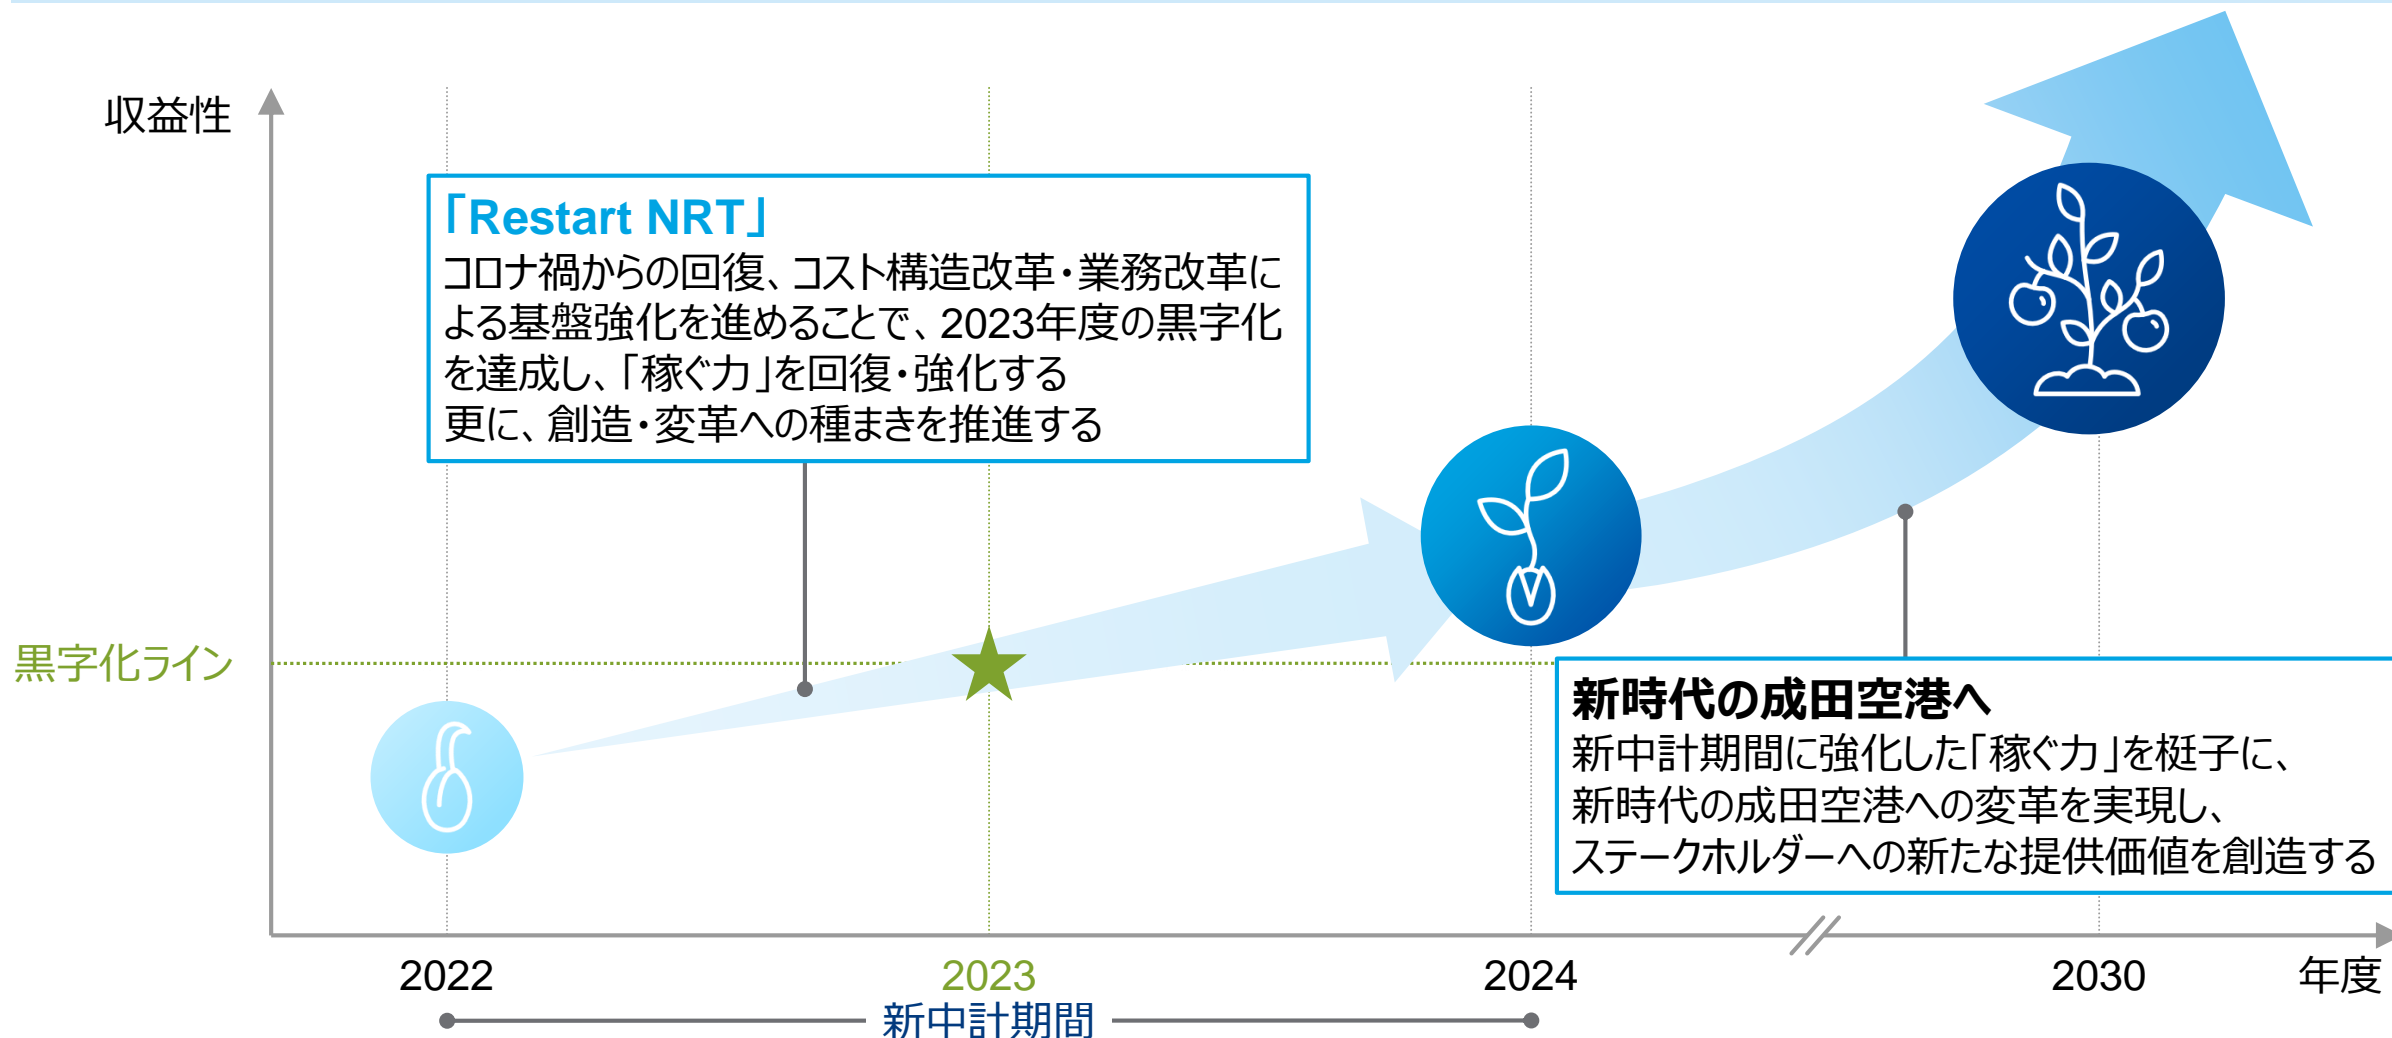 収益性
「Restart NRT」
コロナ禍からの回復、コスト構造改革・業務改革に
よる基盤強化を進めることで、2023年度の黒字化
を達成し、「稼ぐ力」を回復・強化する
更に、創造・変革への種まきを推進する
黒字化ライン
新時代の成田空港へ
新中計期間に強化した「稼ぐ力」を梃子に、
新時代の成田空港への変革を実現し、
ステークホルダーへの新たな提供価値を創造する
2022
2023
2024
2030
年度
新中計期間